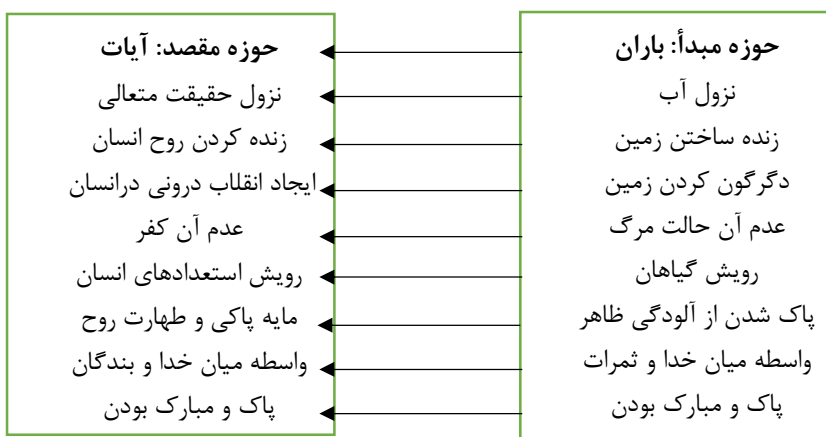 حوزه مبدأ: باران
نزول آب
زنده ساختن زمین
دگرگون کردن زمین
عدم آن حالت مرگ
رویش گیاهان
پاک شدن از آلودگی ظاهر
واسطه میان خدا و ثمرات
پاک و مبارک بودن
حوزه مقصد: آیات
نزول حقیقت متعالی
زنده کردن روح انسان
ایجاد انقلاب درونی درانسان
عدم آن کفر
رویش استعدادهای انسان
مایه پاکی و طهارت روح
واسطه میان خدا و بندگان
پاک و مبارک بودن